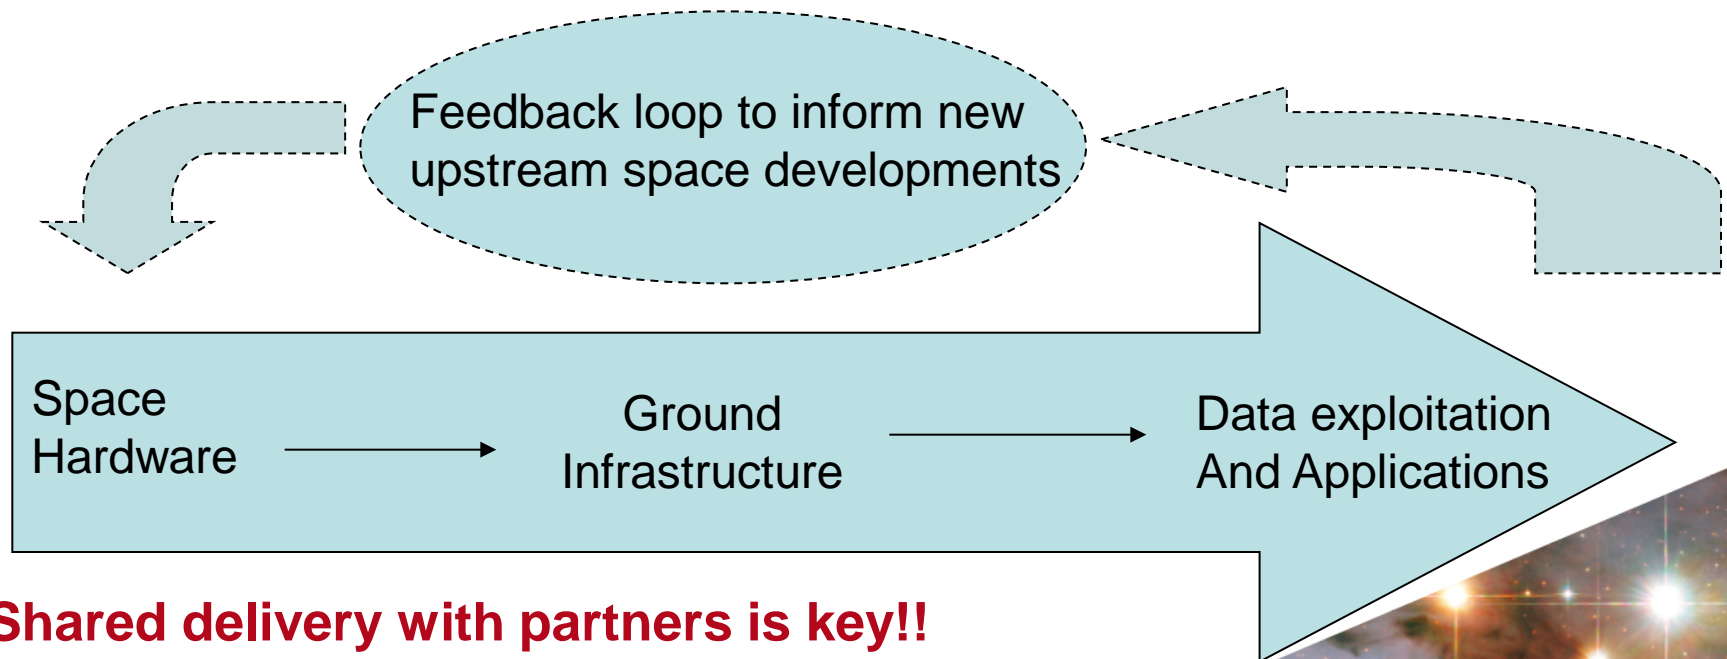 Feedback loop to inform new
upstream space developments
Space
Hardware
Ground
Infrastructure
Data exploitation
And Applications
Shared delivery with partners is key!!